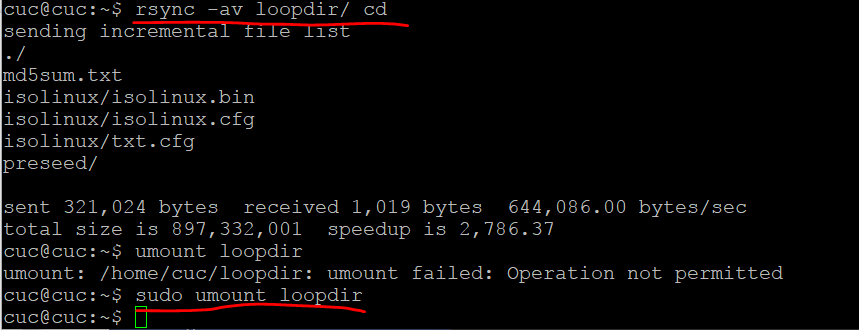 cuc@cuc:~$ rsync -av loopdir/ cd
sending incremental file list
./
md5sum.txt
isolinux/isolinux.bin
isolinux/isolinux.cfg
isolinux/txt.cfg
preseed/
sent 321,024 bytes  received 1,019 bytes  644,086.00 bytes/sec
total size is 897,332,001  speedup is 2,786.37
cuc@cuc:~$ umount loopdir
umount: /home/cuc/loopdir: umount failed: Operation not permitted
cuc@cuc:~$ sudo umount loopdir
cuc@cuc:~$